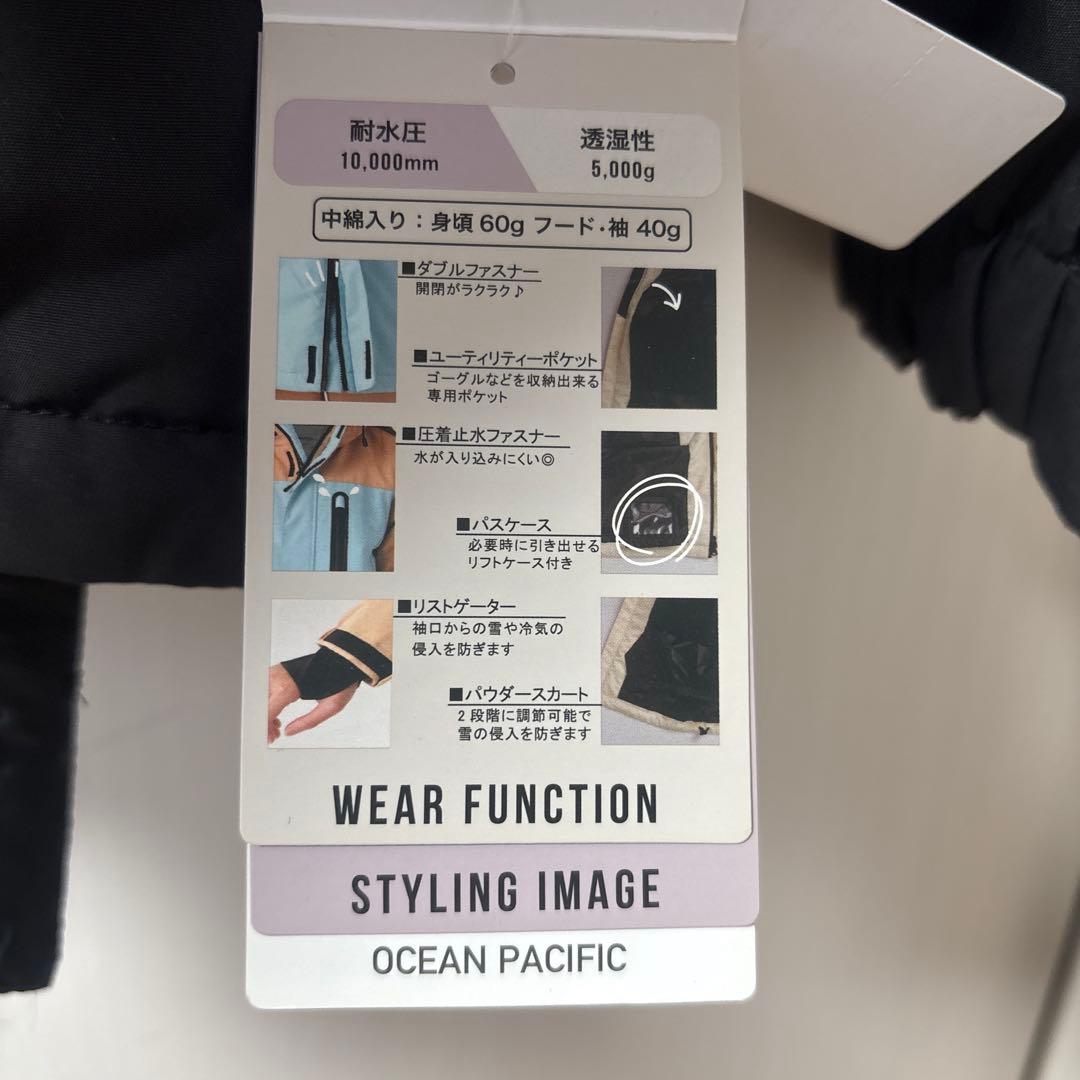 耐水圧
10,000mm
透湿性
5,000g
中綿入り：身頃 60g フード・袖 40g
■ダブルファスナー
開閉がラクラク♪
■ユーティリティーポケット
ゴーグルなどを収納出来る
専用ポケット
■圧着止水ファスナー
水が入り込みにくい◎
■パスケース
必要時に引き出せる
リフトケース付き
■リストゲーター
袖口からの雪や冷気の
侵入を防ぎます
■パウダースカート
2段階に調節可能で
雪の侵入を防ぎます
WEAR FUNCTION
STYLING IMAGE
OCEAN PACIFIC